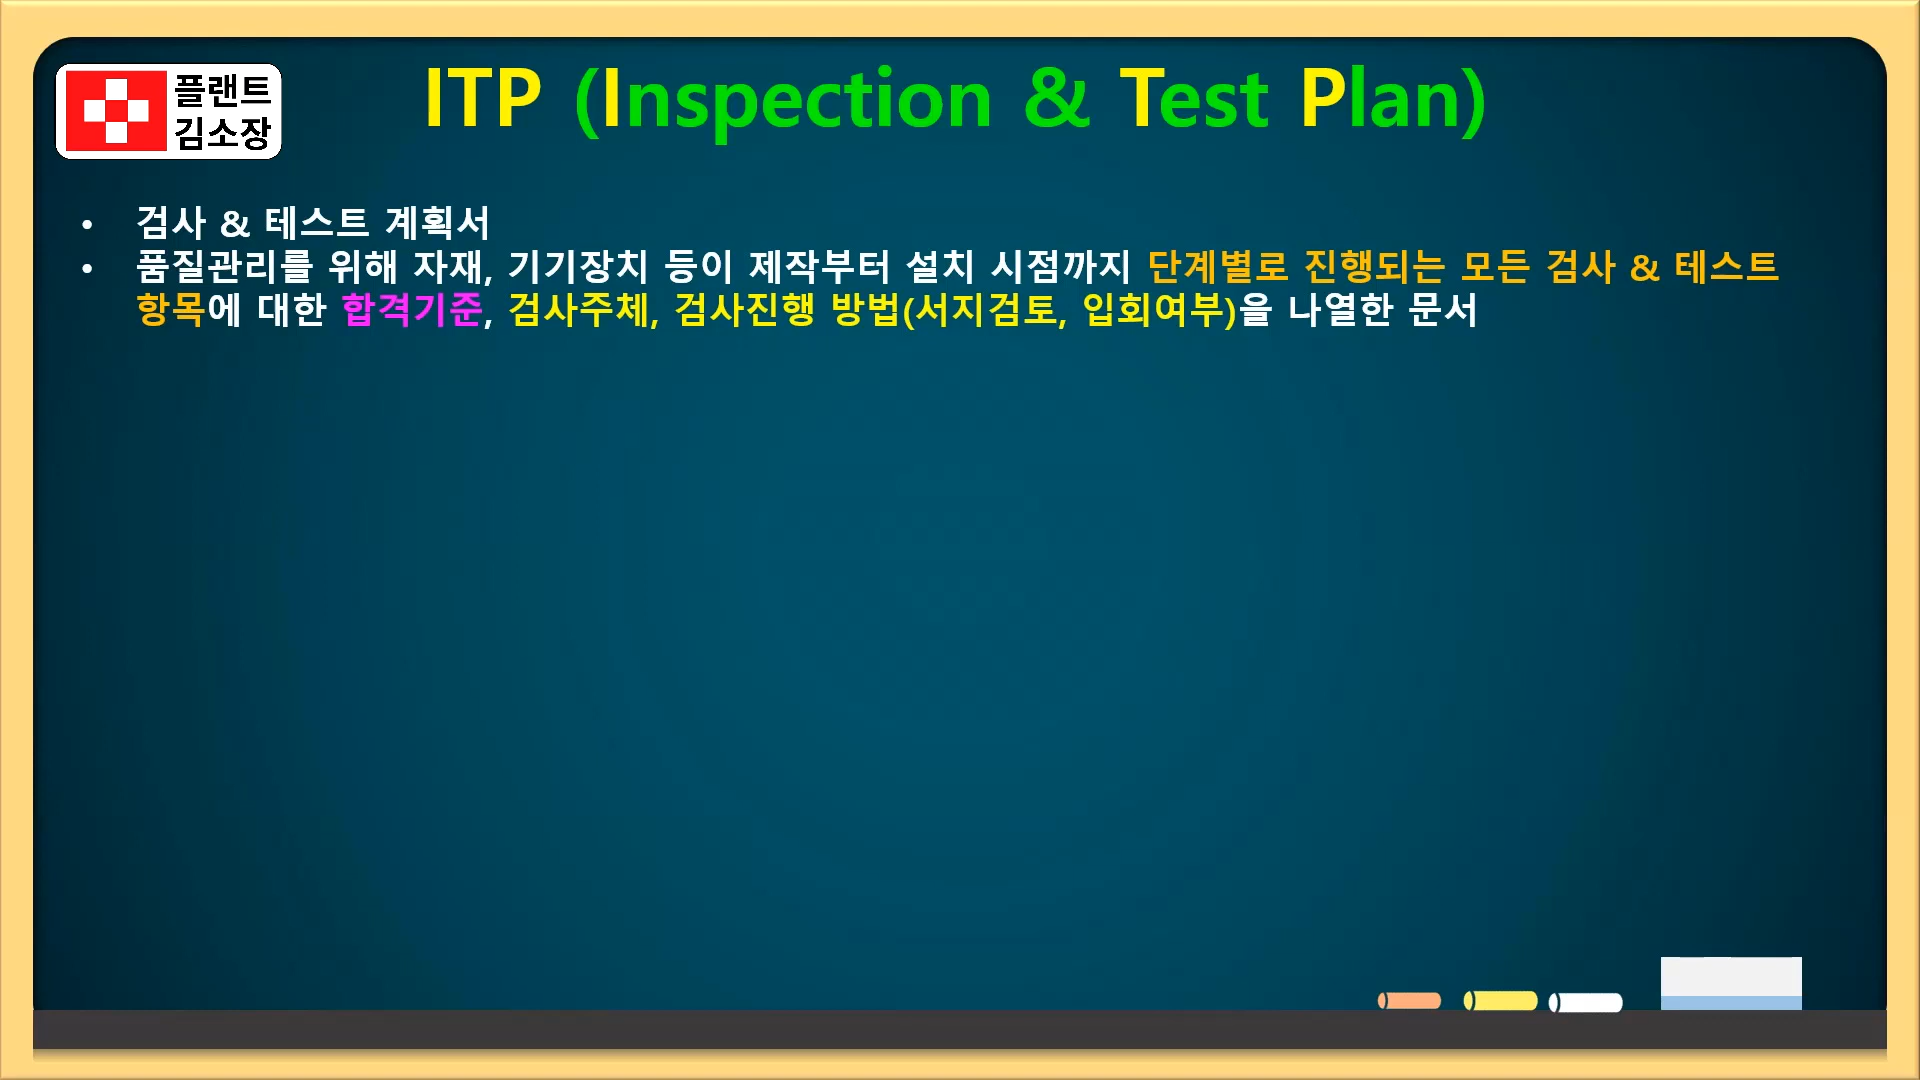 플랜트
김소장
ITP (Inspection & Test Plan)
• 검사 & 테스트 계획서
• 품질관리를 위해 자재, 기기장치 등이 제작부터 설치 시점까지 단계별로 진행되는 모든 검사 & 테스트
항목에 대한 합격기준, 검사주체, 검사진행 방법(서지검토, 입회여부)을 나열한 문서